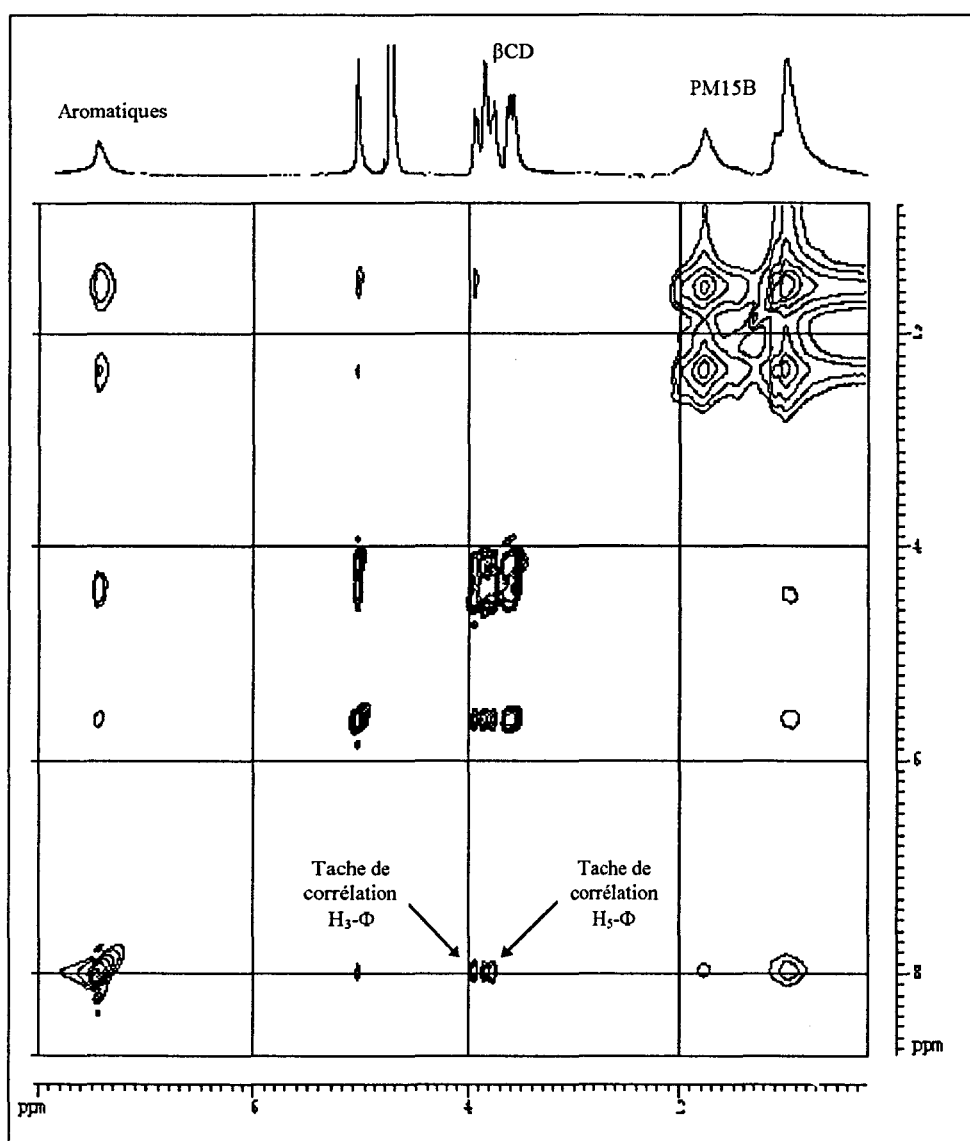 βCD
PM15B
Aromatiques
2
4
6
Tache de
corrélation
H₃-Φ
Tache de
corrélation
H₅-Φ
8
ppm
ppm
6
4
2